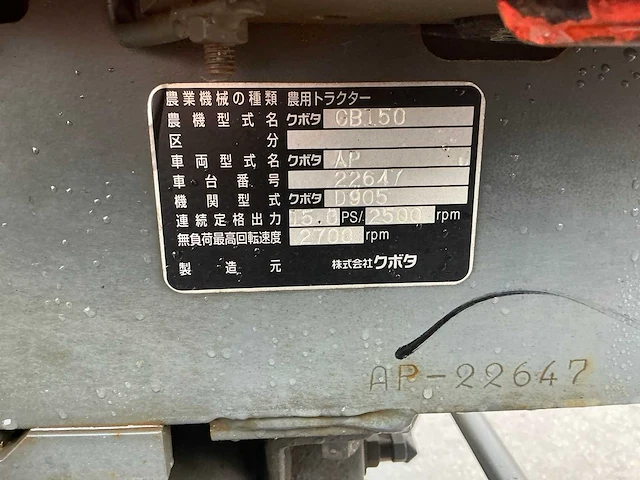 農業機械の種類 農用トラクター
農機型式名 クボタ GB150
区分
車両型式名 クボタ AP
車台番号 22647
機関型式 クボタ D905
連続定格出力 15.0 PS/ 2500 rpm
無負荷最高回転速度 2700 rpm
製造元 株式会社クボタ
AP-22647